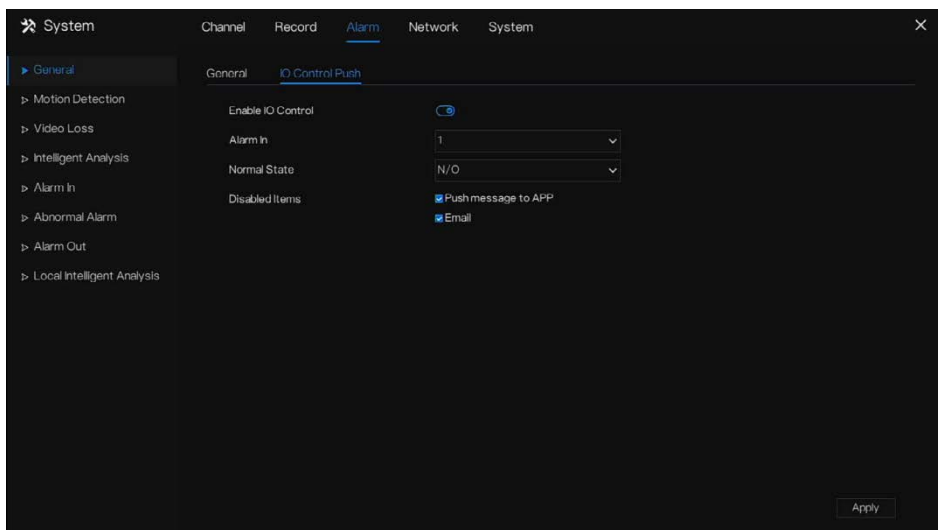 System
Channel Record Alarm Network System
General
Motion Detection
Video Loss
Intelligent Analysis
Alarm In
Abnormal Alarm
Alarm Out
Local Intelligent Analysis
General IO Control Push
Enable IO Control
Alarm In 1
Normal State N/O
Disabled Items Push message to APP
Email
Apply